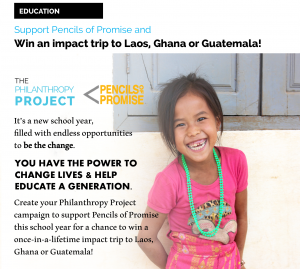 EDUCATION
Support Pencils of Promise and
Win an impact trip to Laos, Ghana or Guatemala!
THE
PHILANTHROPY
PROJECT
PENCILS OF
PROMISE
It's a new school year,
filled with endless opportunities
to be the change.
YOU HAVE THE POWER TO
CHANGE LIVES & HELP
EDUCATE A GENERATION.
Create your Philanthropy Project
campaign to support Pencils of Promise
this school year for a chance to win a
once-in-a-lifetime impact trip to Laos,
Ghana or Guatemala!